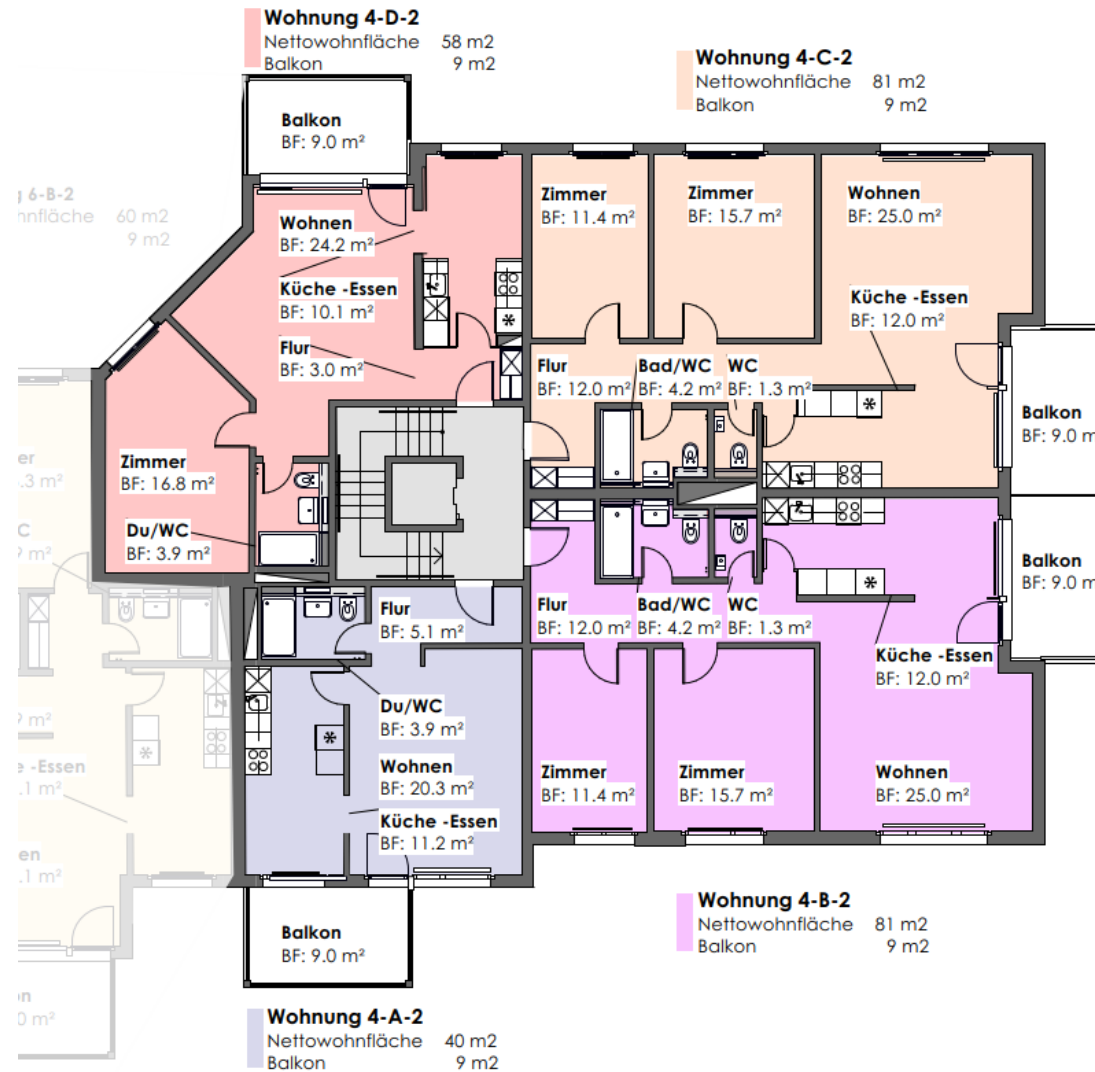 Wohnung 4-D-2
Nettowohnfläche 58 m2
Balkon 9 m2
Wohnung 4-C-2
Nettowohnfläche 81 m2
Balkon 9 m2
Balkon
BF: 9.0 m²
6-B-2
60 m2
9 m2
Wohnen
BF: 24.2 m²
Küche -Essen
BF: 10.1 m²
Flur
BF: 3.0 m²
Zimmer
BF: 16.8 m²
Du/WC
BF: 3.9 m²
Zimmer
BF: 11.4 m²
Zimmer
BF: 15.7 m²
Wohnen
BF: 25.0 m²
Küche -Essen
BF: 12.0 m²
Flur
BF: 12.0 m²
Bad/WC
BF: 4.2 m²
WC
BF: 1.3 m²
Balkon
BF: 9.0 m
Flur
BF: 12.0 m²
Bad/WC
BF: 4.2 m²
WC
BF: 1.3 m²
Balkon
BF: 9.0 m
Küche -Essen
BF: 12.0 m²
Zimmer
BF: 11.4 m²
Zimmer
BF: 15.7 m²
Wohnen
BF: 25.0 m²
Flur
BF: 5.1 m²
Du/WC
BF: 3.9 m²
Wohnen
BF: 20.3 m²
Küche -Essen
BF: 11.2 m²
-Essen
Balkon
BF: 9.0 m²
Wohnung 4-B-2
Nettowohnfläche 81 m2
Balkon 9 m2
Wohnung 4-A-2
Nettowohnfläche 40 m2
Balkon 9 m2